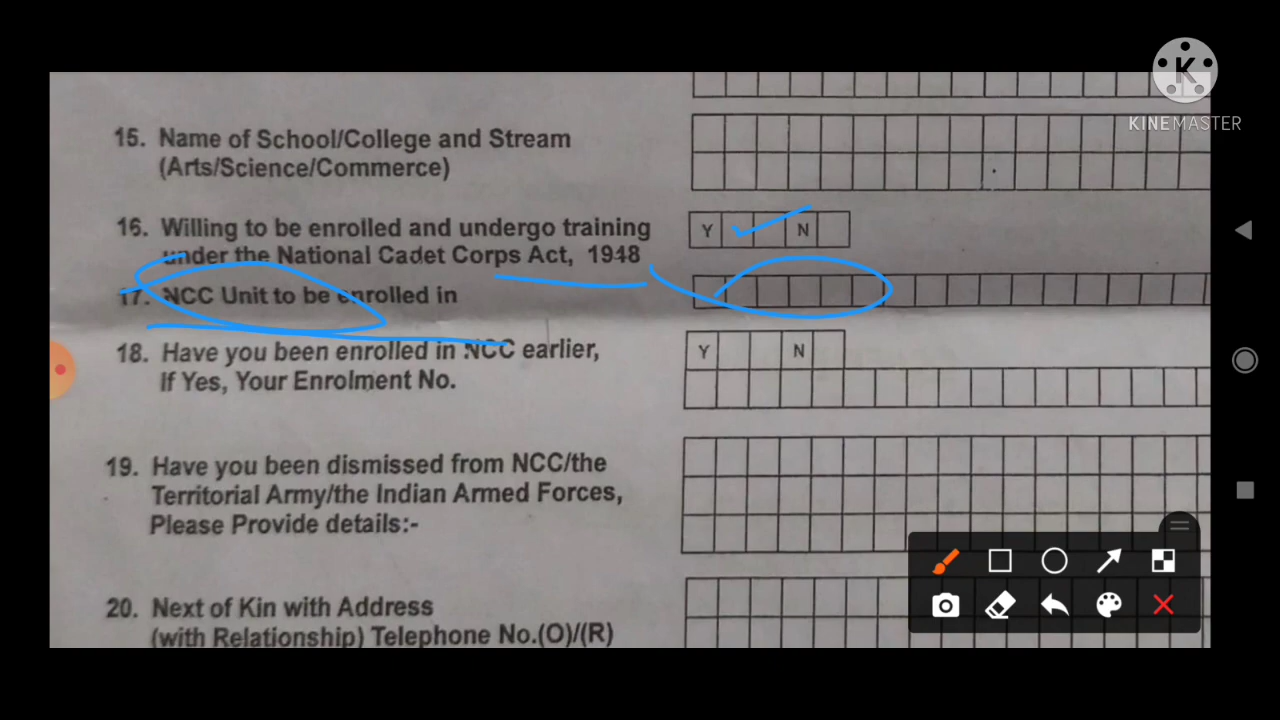 K
KINEMASTER
15. Name of School/College and Stream
(Arts/Science/Commerce)
16. Willing to be enrolled and undergo training
Y N
under the National Cadet Corps Act, 1948
17. NCC Unit to be enrolled in
18. Have you been enrolled in NCC earlier,
Y N
If Yes, Your Enrolment No.
19. Have you been dismissed from NCC/the
Territorial Army/the Indian Armed Forces,
Please Provide details:-
20. Next of Kin with Address
(with Relationship) Telephone No.(O)/(R)